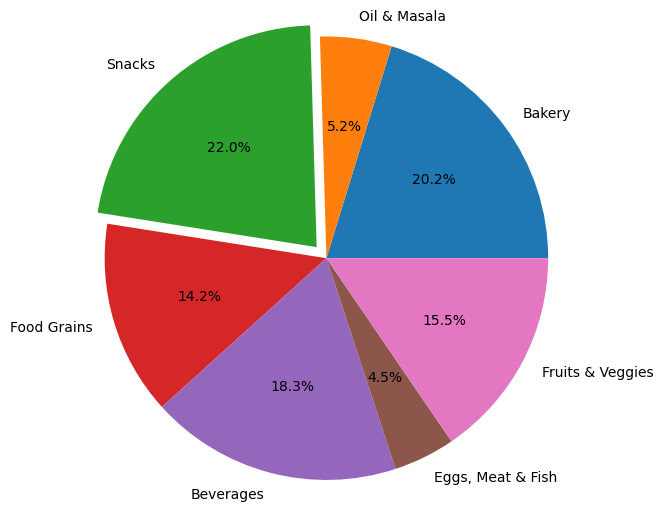 Oil & Masala
Snacks
Bakery
5.2%
22.0%
20.2%
14.2%
15.5%
Food Grains
Fruits & Veggies
18.3%
4.5%
Eggs, Meat & Fish
Beverages